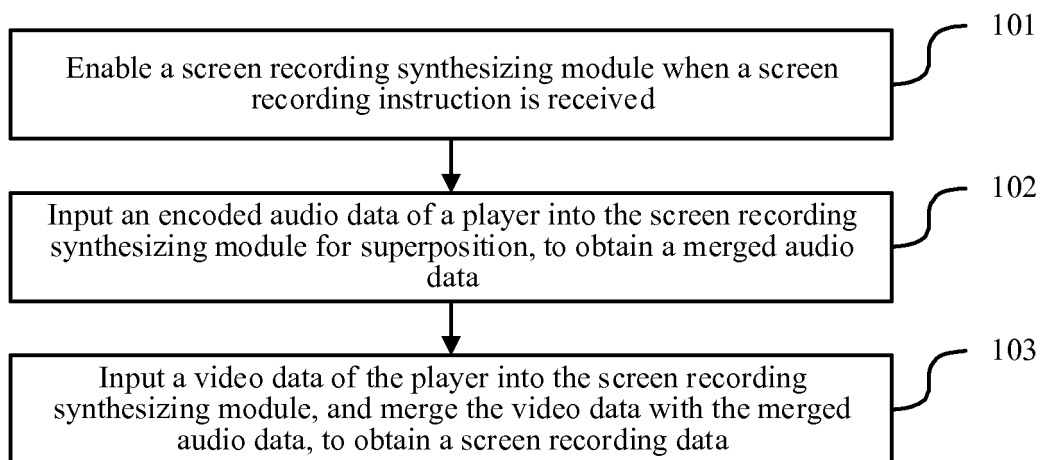 101
Enable a screen recording synthesizing module when a screen
recording instruction is received
102
Input an encoded audio data of a player into the screen recording
synthesizing module for superposition, to obtain a merged audio
data
103
Input a video data of the player into the screen recording
synthesizing module, and merge the video data with the merged
audio data, to obtain a screen recording data